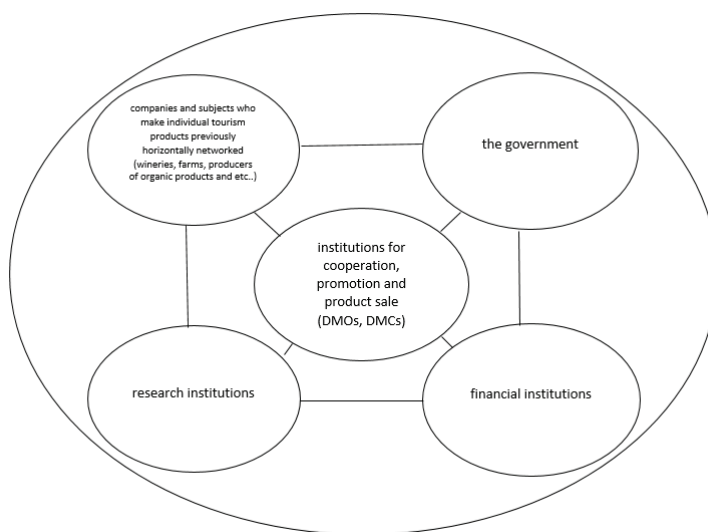 companies and subjects who
make individual tourism
products previously
horizontally networked
(wineries, farms, producers
of organic products and etc..)
the government
institutions for
cooperation,
promotion and
product sale
(DMOs, DMCs)
research institutions
financial institutions